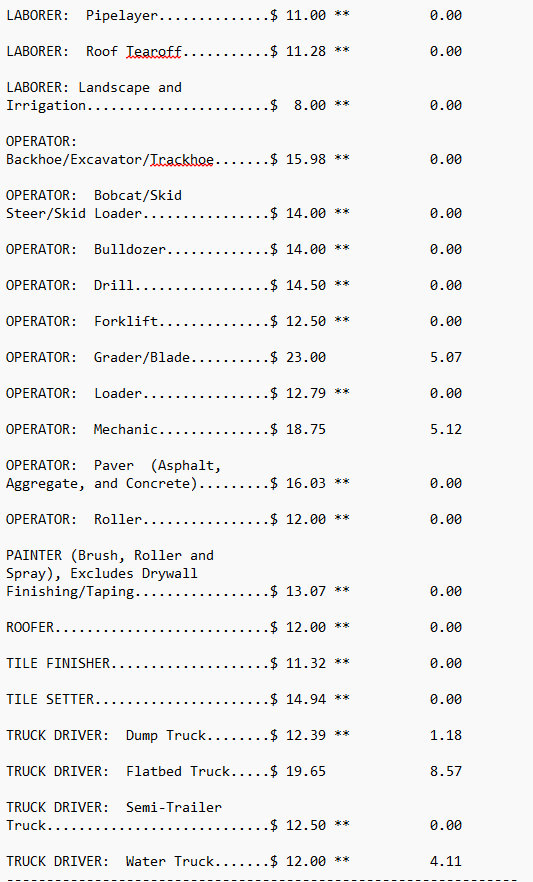 LABORER:  Pipelayer..............$ 11.00 **          0.00
LABORER:  Roof Tearoff...........$ 11.28 **          0.00
LABORER: Landscape and
Irrigation.......................$  8.00 **          0.00
OPERATOR:
Backhoe/Excavator/Trackhoe.......$ 15.98 **          0.00
OPERATOR:  Bobcat/Skid
Steer/Skid Loader................$ 14.00 **          0.00
OPERATOR:  Bulldozer.............$ 14.00 **          0.00
OPERATOR:  Drill.................$ 14.50 **          0.00
OPERATOR:  Forklift..............$ 12.50 **          0.00
OPERATOR:  Grader/Blade..........$ 23.00             5.07
OPERATOR:  Loader................$ 12.79 **          0.00
OPERATOR:  Mechanic..............$ 18.75             5.12
OPERATOR:  Paver  (Asphalt,
Aggregate, and Concrete).........$ 16.03 **          0.00
OPERATOR:  Roller................$ 12.00 **          0.00
PAINTER (Brush, Roller and
Spray), Excludes Drywall
Finishing/Taping.................$ 13.07 **          0.00
ROOFER...........................$ 12.00 **          0.00
TILE FINISHER....................$ 11.32 **          0.00
TILE SETTER......................$ 14.94 **          0.00
TRUCK DRIVER:  Dump Truck........$ 12.39 **          1.18
TRUCK DRIVER:  Flatbed Truck.....$ 19.65             8.57
TRUCK DRIVER:  Semi-Trailer
Truck............................$ 12.50 **          0.00
TRUCK DRIVER:  Water Truck.......$ 12.00 **          4.11
----------------------------------------------------------------